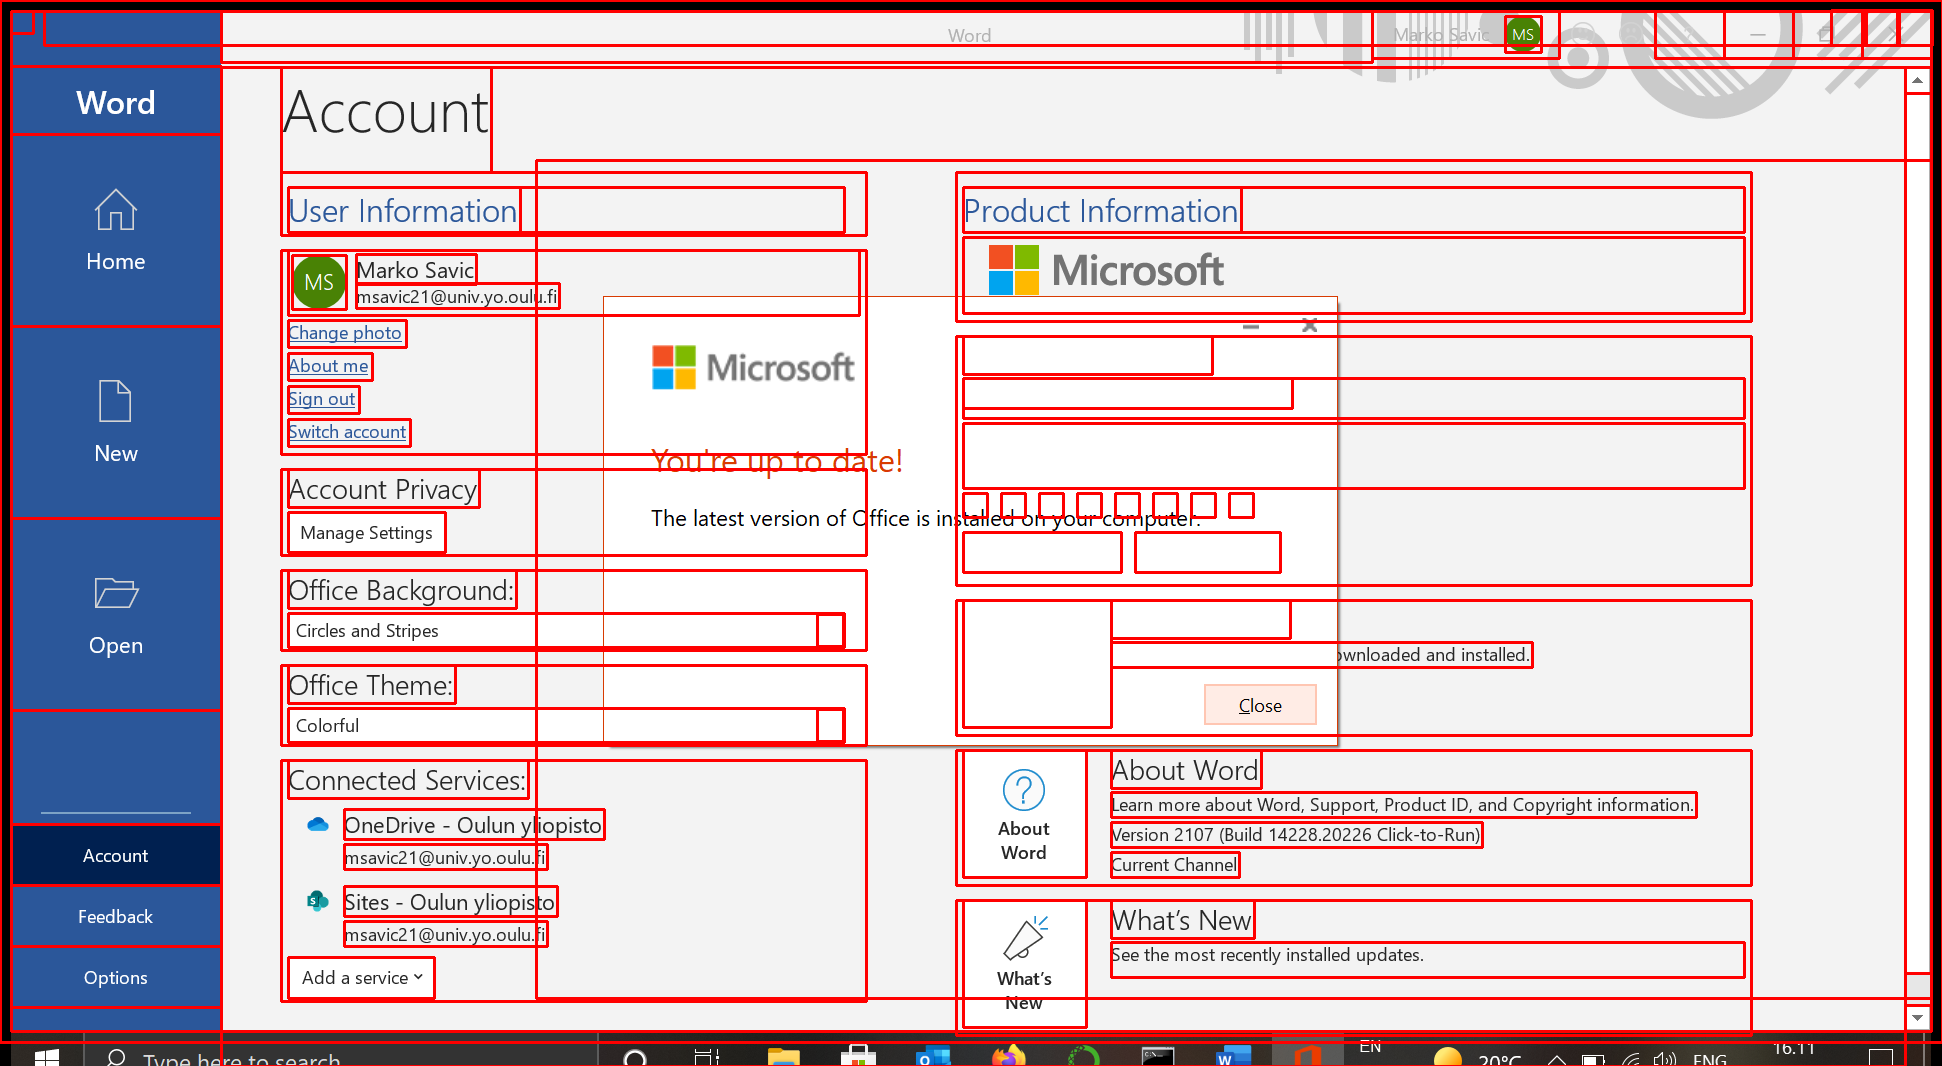 Word
Marko Savic MS
Word
Account
Home
New
Open
Account
Feedback
Options
User Information
MS
Marko Savic
msavic21@univ.yo.oulu.fi
Change photo
About me
Sign out
Switch account
Account Privacy
Manage Settings
Office Background:
Circles and Stripes
Office Theme:
Colorful
Connected Services:
OneDrive - Oulun yliopisto
msavic21@univ.yo.oulu.fi
Sites - Oulun yliopisto
msavic21@univ.yo.oulu.fi
Add a service
Product Information
Microsoft
Microsoft
You're up to date!
The latest version of Office is installed on your computer.
Close
ownloaded and installed.
About Word
About Word
Learn more about Word, Support, Product ID, and Copyright information.
Version 2107 (Build 14228.20226 Click-to-Run)
Current Channel
What's New
What's New
See the most recently installed updates.
Type here to search
EN
20°C
ENG
16.11